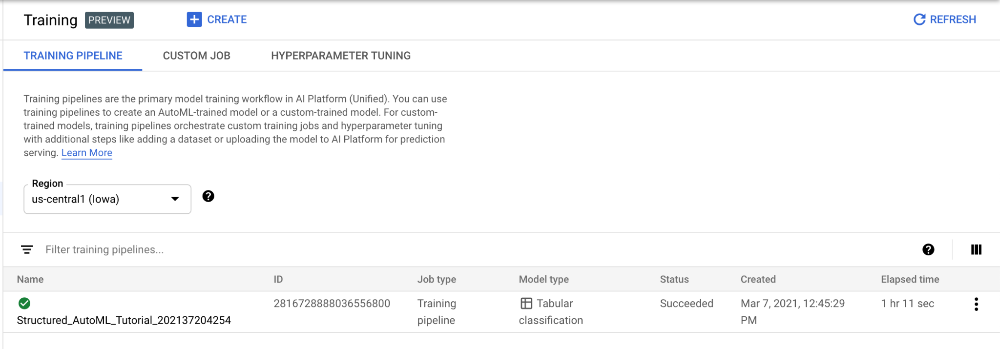 Training PREVIEW CREATE REFRESH
TRAINING PIPELINE CUSTOM JOB HYPERPARAMETER TUNING
Training pipelines are the primary model training workflow in AI Platform (Unified). You can use
training pipelines to create an AutoML-trained model or a custom-trained model. For custom-
trained models, training pipelines orchestrate custom training jobs and hyperparameter tuning
with additional steps like adding a dataset or uploading the model to AI Platform for prediction
serving. Learn More
Region
us-central1 (Iowa)
Filter training pipelines...
Name ID Job type Model type Status Created Elapsed time
2816728888036556800 Training Tabular Succeeded Mar 7, 2021, 12:45:29 1 hr 11 sec
Structured_AutoML_Tutorial_202137204254 pipeline classification PM